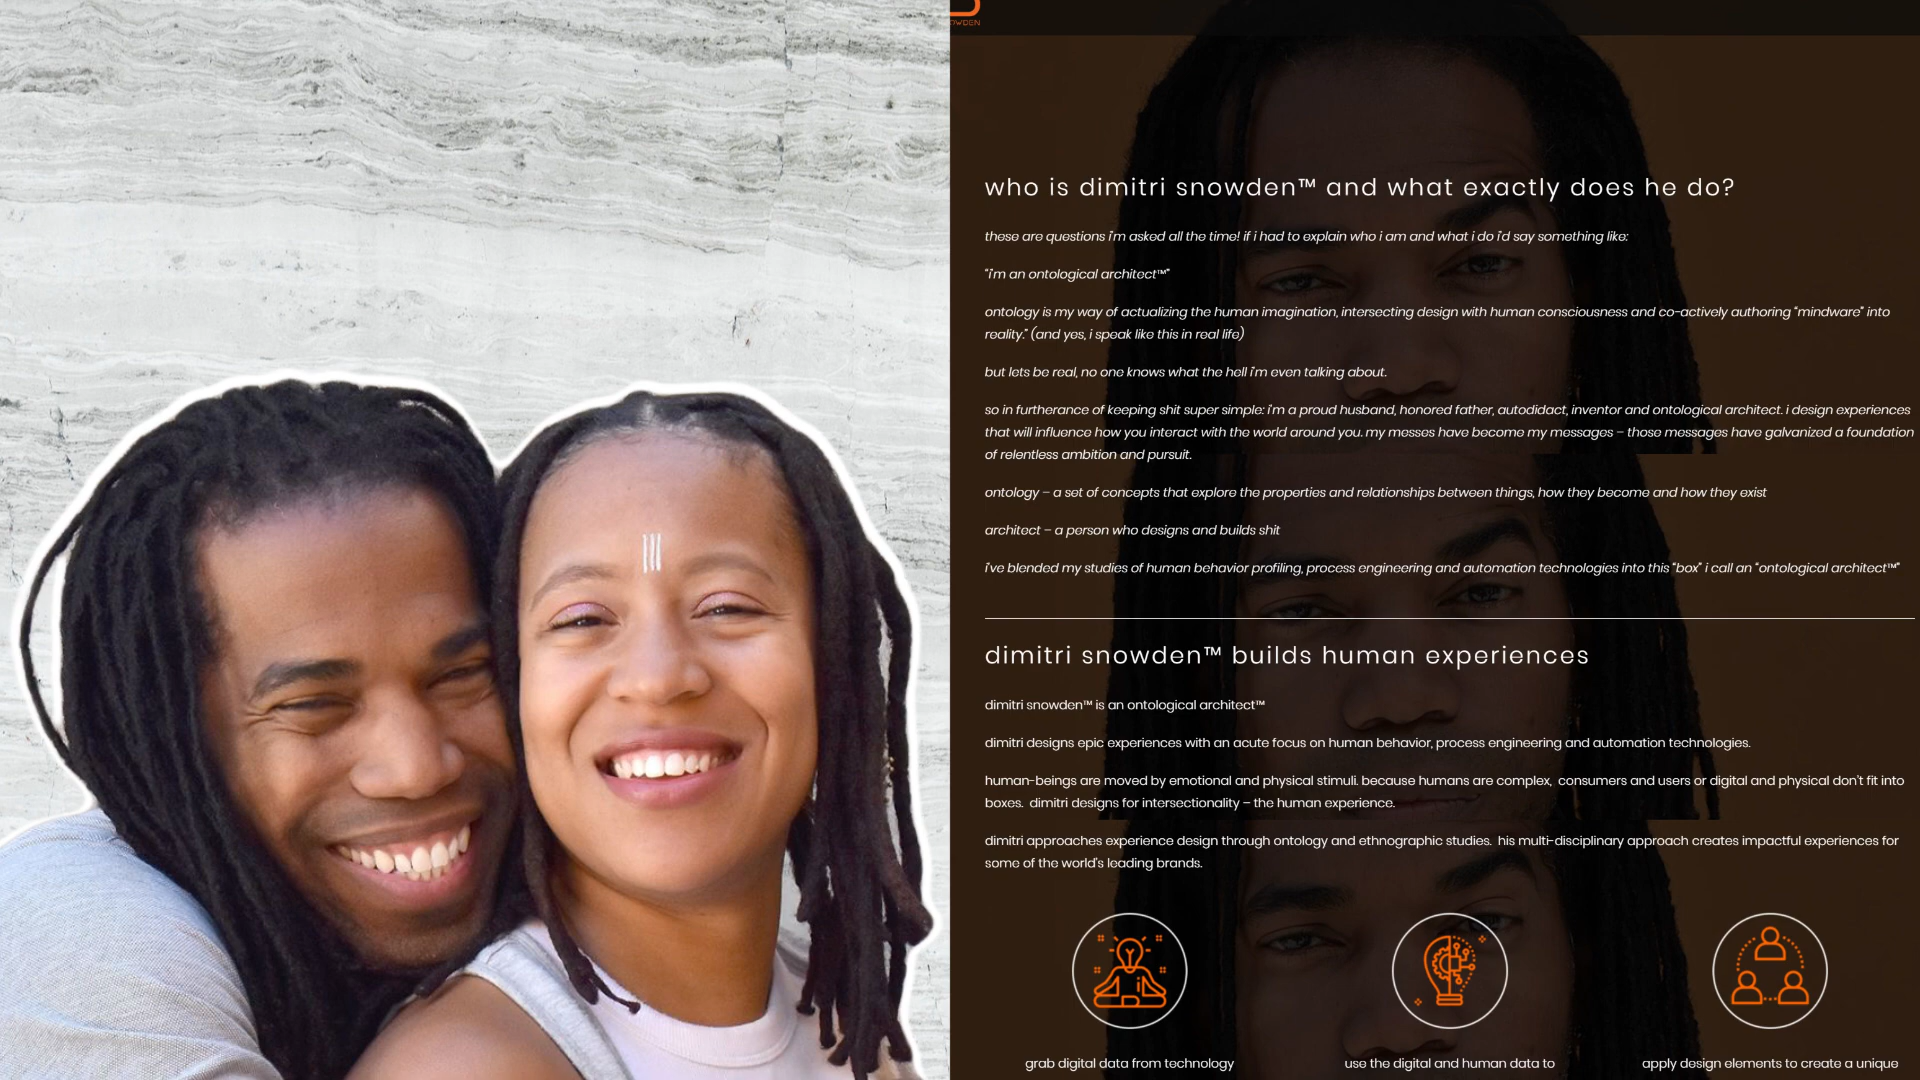 OWDEN
who is dimitri snowden™ and what exactly does he do?
these are questions i'm asked all the time! if i had to explain who i am and what i do i'd say something like:
"i'm an ontological architect™"
ontology is my way of actualizing the human imagination, intersecting design with human consciousness and co-actively authoring "mindware" into
reality." (and yes, i speak like this in real life)
but lets be real, no one knows what the hell i'm even talking about.
so in furtherance of keeping shit super simple: i'm a proud husband, honored father, autodidact, inventor and ontological architect. i design experiences
that will influence how you interact with the world around you. my messes have become my messages – those messages have galvanized a foundation
of relentless ambition and pursuit.
ontology – a set of concepts that explore the properties and relationships between things, how they become and how they exist
architect – a person who designs and builds shit
i've blended my studies of human behavior profiling, process engineering and automation technologies into this "box" i call an "ontological architect™"
dimitri snowden™ builds human experiences
dimitri snowden™ is an ontological architect™
dimitri designs epic experiences with an acute focus on human behavior, process engineering and automation technologies.
human-beings are moved by emotional and physical stimuli. because humans are complex, consumers and users or digital and physical don't fit into
boxes. dimitri designs for intersectionality – the human experience.
dimitri approaches experience design through ontology and ethnographic studies. his multi-disciplinary approach creates impactful experiences for
some of the world's leading brands.
grab digital data from technology
use the digital and human data to
apply design elements to create a unique